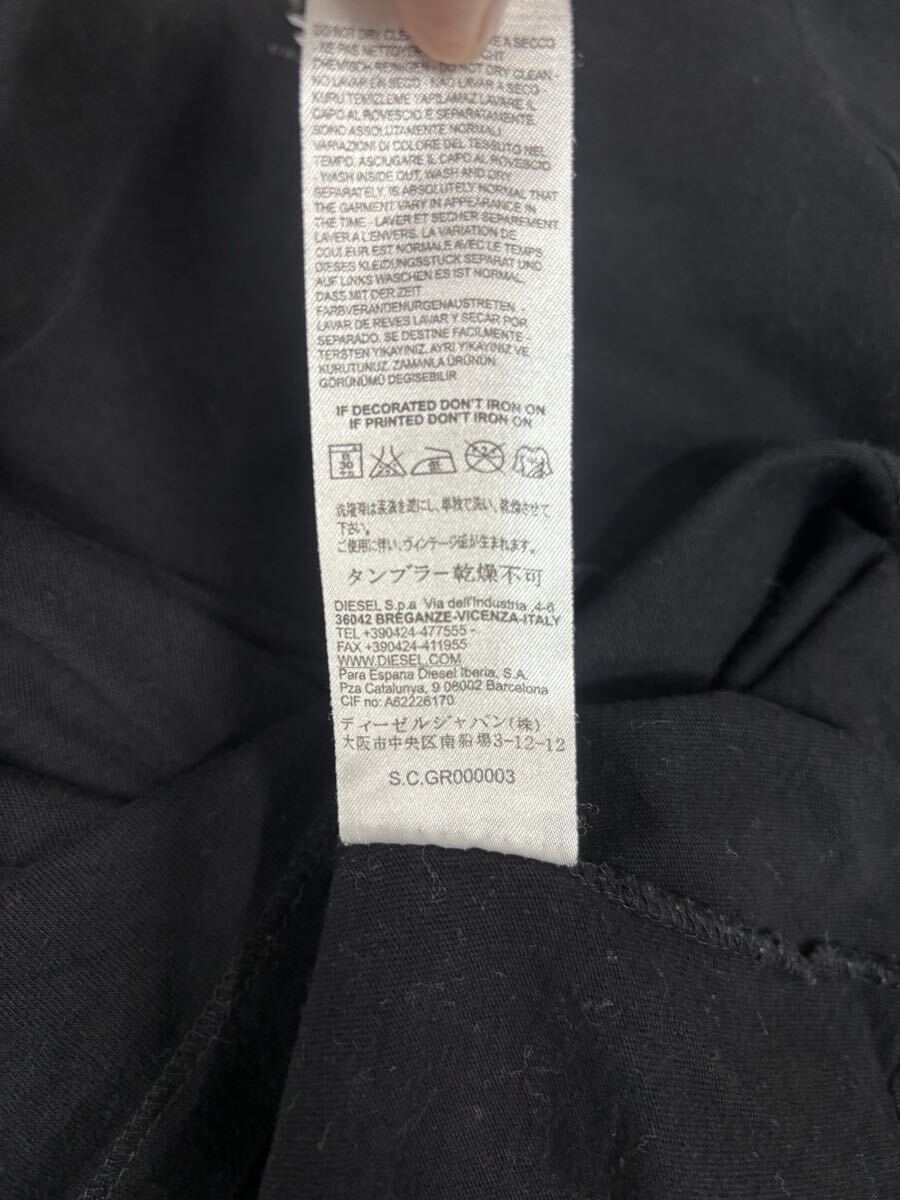 DO NOT DRY CLE A SECCO
NE PAS NETTOYER
CHEMISCH REINIGEN - DO DRY CLEAN -
NO LAVAR EN SECO A SECO
KURU TEMIZLEME YAPILAMAZ LAVARE IL
CAPO AL ROVESCIO E SEPARATAMENTE
SONO ASSOLUTAMENTE NORMALI
VARIAZIONI DI COLORE DEL TESSUTO NEL
TEMPO. ASCIUGARE IL CAPO AL ROVESCIO
- WASH INSIDE OUT, WASH AND DRY
SEPARATELY. IS ABSOLUTELY NORMAL THAT
THE GARMENT VARY IN APPEARANCE IN
THE TIME - LAVER ET SECHER SEPAREMENT
LAVER A L'ENVERS. LA VARIATION DE
COULEUR EST NORMALE AVEC LE TEMPS
DIESES KLEIDUNGSSTUCK SEPARAT UND
AUF LINKS WASCHEN ES IST NORMAL,
DASS MIT DER ZEIT
FARBVERANDENURGENAUSTRETEN.
LAVAR DE REVES LAVAR Y SECAR POR
SEPARADO. SE DESTINE FACILMENTE
TERSTEN YIKAYINIZ. AYRI YIKAYINIZ VE
KURUTUNUZ. ZAMANLA ÜRÜNÜN
GÖRÜNÜMÜ DEGISEBILIR
IF DECORATED DON'T IRON ON
IF PRINTED DON'T IRON ON
30
洗濯時は表裏を逆にし、単独で洗い、乾燥させて
下さい。
ご使用に伴い、ヴィンテージ感が生まれます。
タンブラー乾燥不可
DIESEL S.p.a Via dell'Industria ,4-6
36042 BREGANZE-VICENZA-ITALY
TEL +390424-477555 -
FAX +390424-411955
WWW.DIESEL.COM
Para Espana Diesel Iberia, S.A.
Pza Catalunya, 9 08002 Barcelona
CIF no: A62226170
ディーゼルジャパン(株)
大阪市中央区南船場3-12-12
S.C.GR000003